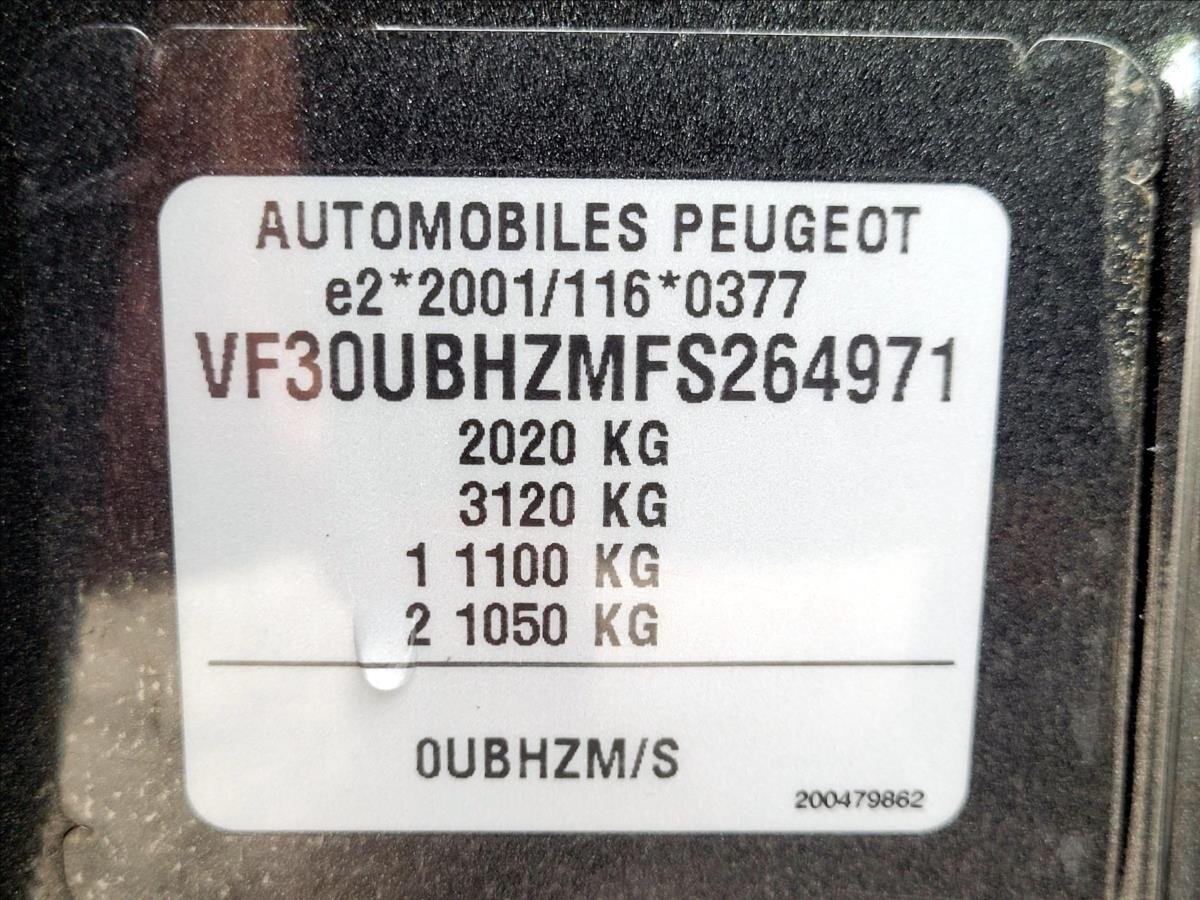 AUTOMOBILES PEUGEOT
e2*2001/116*0377
VF30UBHZMFS264971
2020 KG
3120 KG
1 1100 KG
2 1050 KG
0UBHZM/S
200479862